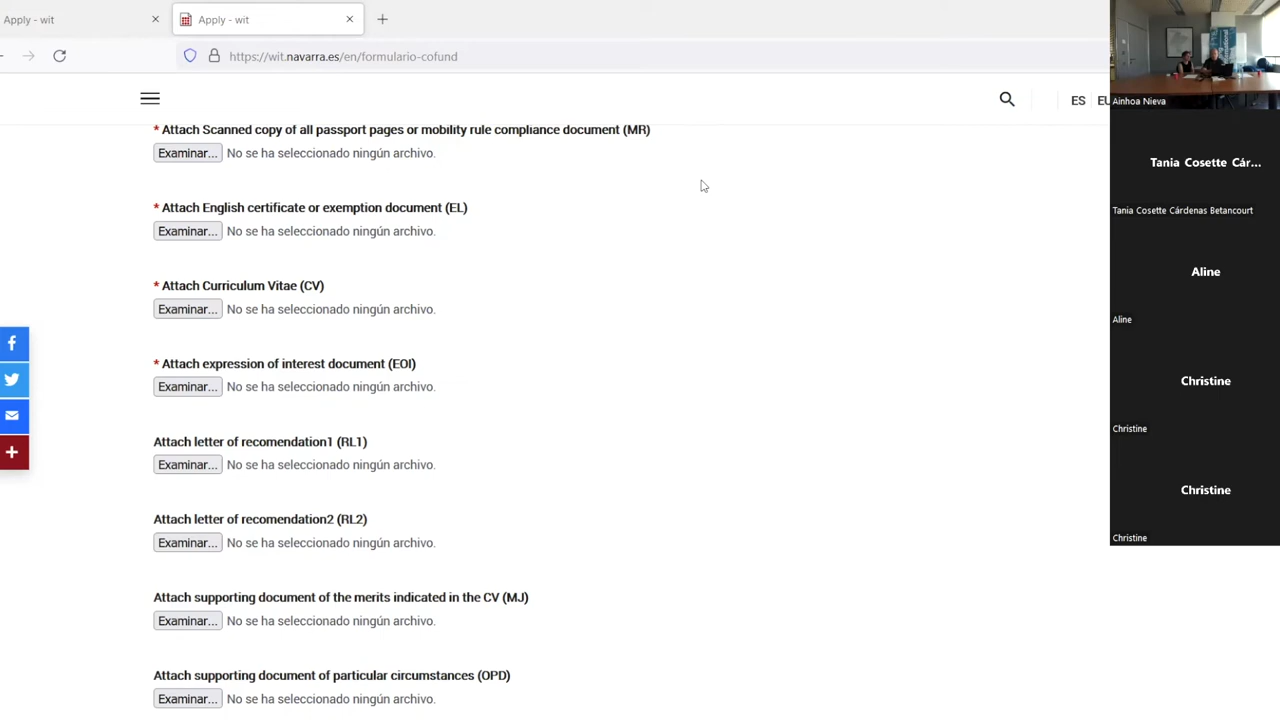 Apply - wit
Apply - wit
https://wit.navarra.es/en/formulario-cofund
ES EU
* Attach Scanned copy of all passport pages or mobility rule compliance document (MR)
Examinar... No se ha seleccionado ningún archivo.
* Attach English certificate or exemption document (EL)
Examinar... No se ha seleccionado ningún archivo.
* Attach Curriculum Vitae (CV)
Examinar... No se ha seleccionado ningún archivo.
* Attach expression of interest document (EOI)
Examinar... No se ha seleccionado ningún archivo.
Attach letter of recomendation1 (RL1)
Examinar... No se ha seleccionado ningún archivo.
Attach letter of recomendation2 (RL2)
Examinar... No se ha seleccionado ningún archivo.
Attach supporting document of the merits indicated in the CV (MJ)
Examinar... No se ha seleccionado ningún archivo.
Attach supporting document of particular circumstances (OPD)
Examinar... No se ha seleccionado ningún archivo.
Ainhoa Nieva
Tania Cosette Cár...
Tania Cosette Cárdenas Betancourt
Aline
Aline
Christine
Christine
Christine
Christine